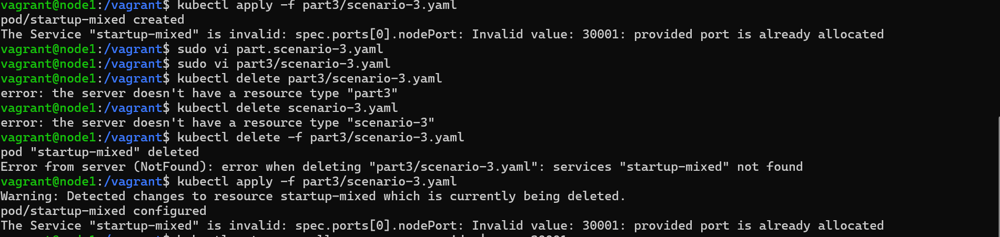 vagrant@node1:/vagrant$ kubectl apply -f part3/scenario-3.yaml
pod/startup-mixed created
The Service "startup-mixed" is invalid: spec.ports[0].nodePort: Invalid value: 30001: provided port is already allocated
vagrant@node1:/vagrant$ sudo vi part.scenario-3.yaml
vagrant@node1:/vagrant$ sudo vi part3/scenario-3.yaml
vagrant@node1:/vagrant$ kubectl delete part3/scenario-3.yaml
error: the server doesn't have a resource type "part3"
vagrant@node1:/vagrant$ kubectl delete scenario-3.yaml
error: the server doesn't have a resource type "scenario-3"
vagrant@node1:/vagrant$ kubectl delete -f part3/scenario-3.yaml
pod "startup-mixed" deleted
Error from server (NotFound): error when deleting "part3/scenario-3.yaml": services "startup-mixed" not found
vagrant@node1:/vagrant$ kubectl apply -f part3/scenario-3.yaml
Warning: Detected changes to resource startup-mixed which is currently being deleted.
pod/startup-mixed configured
The Service "startup-mixed" is invalid: spec.ports[0].nodePort: Invalid value: 30001: provided port is already allocated